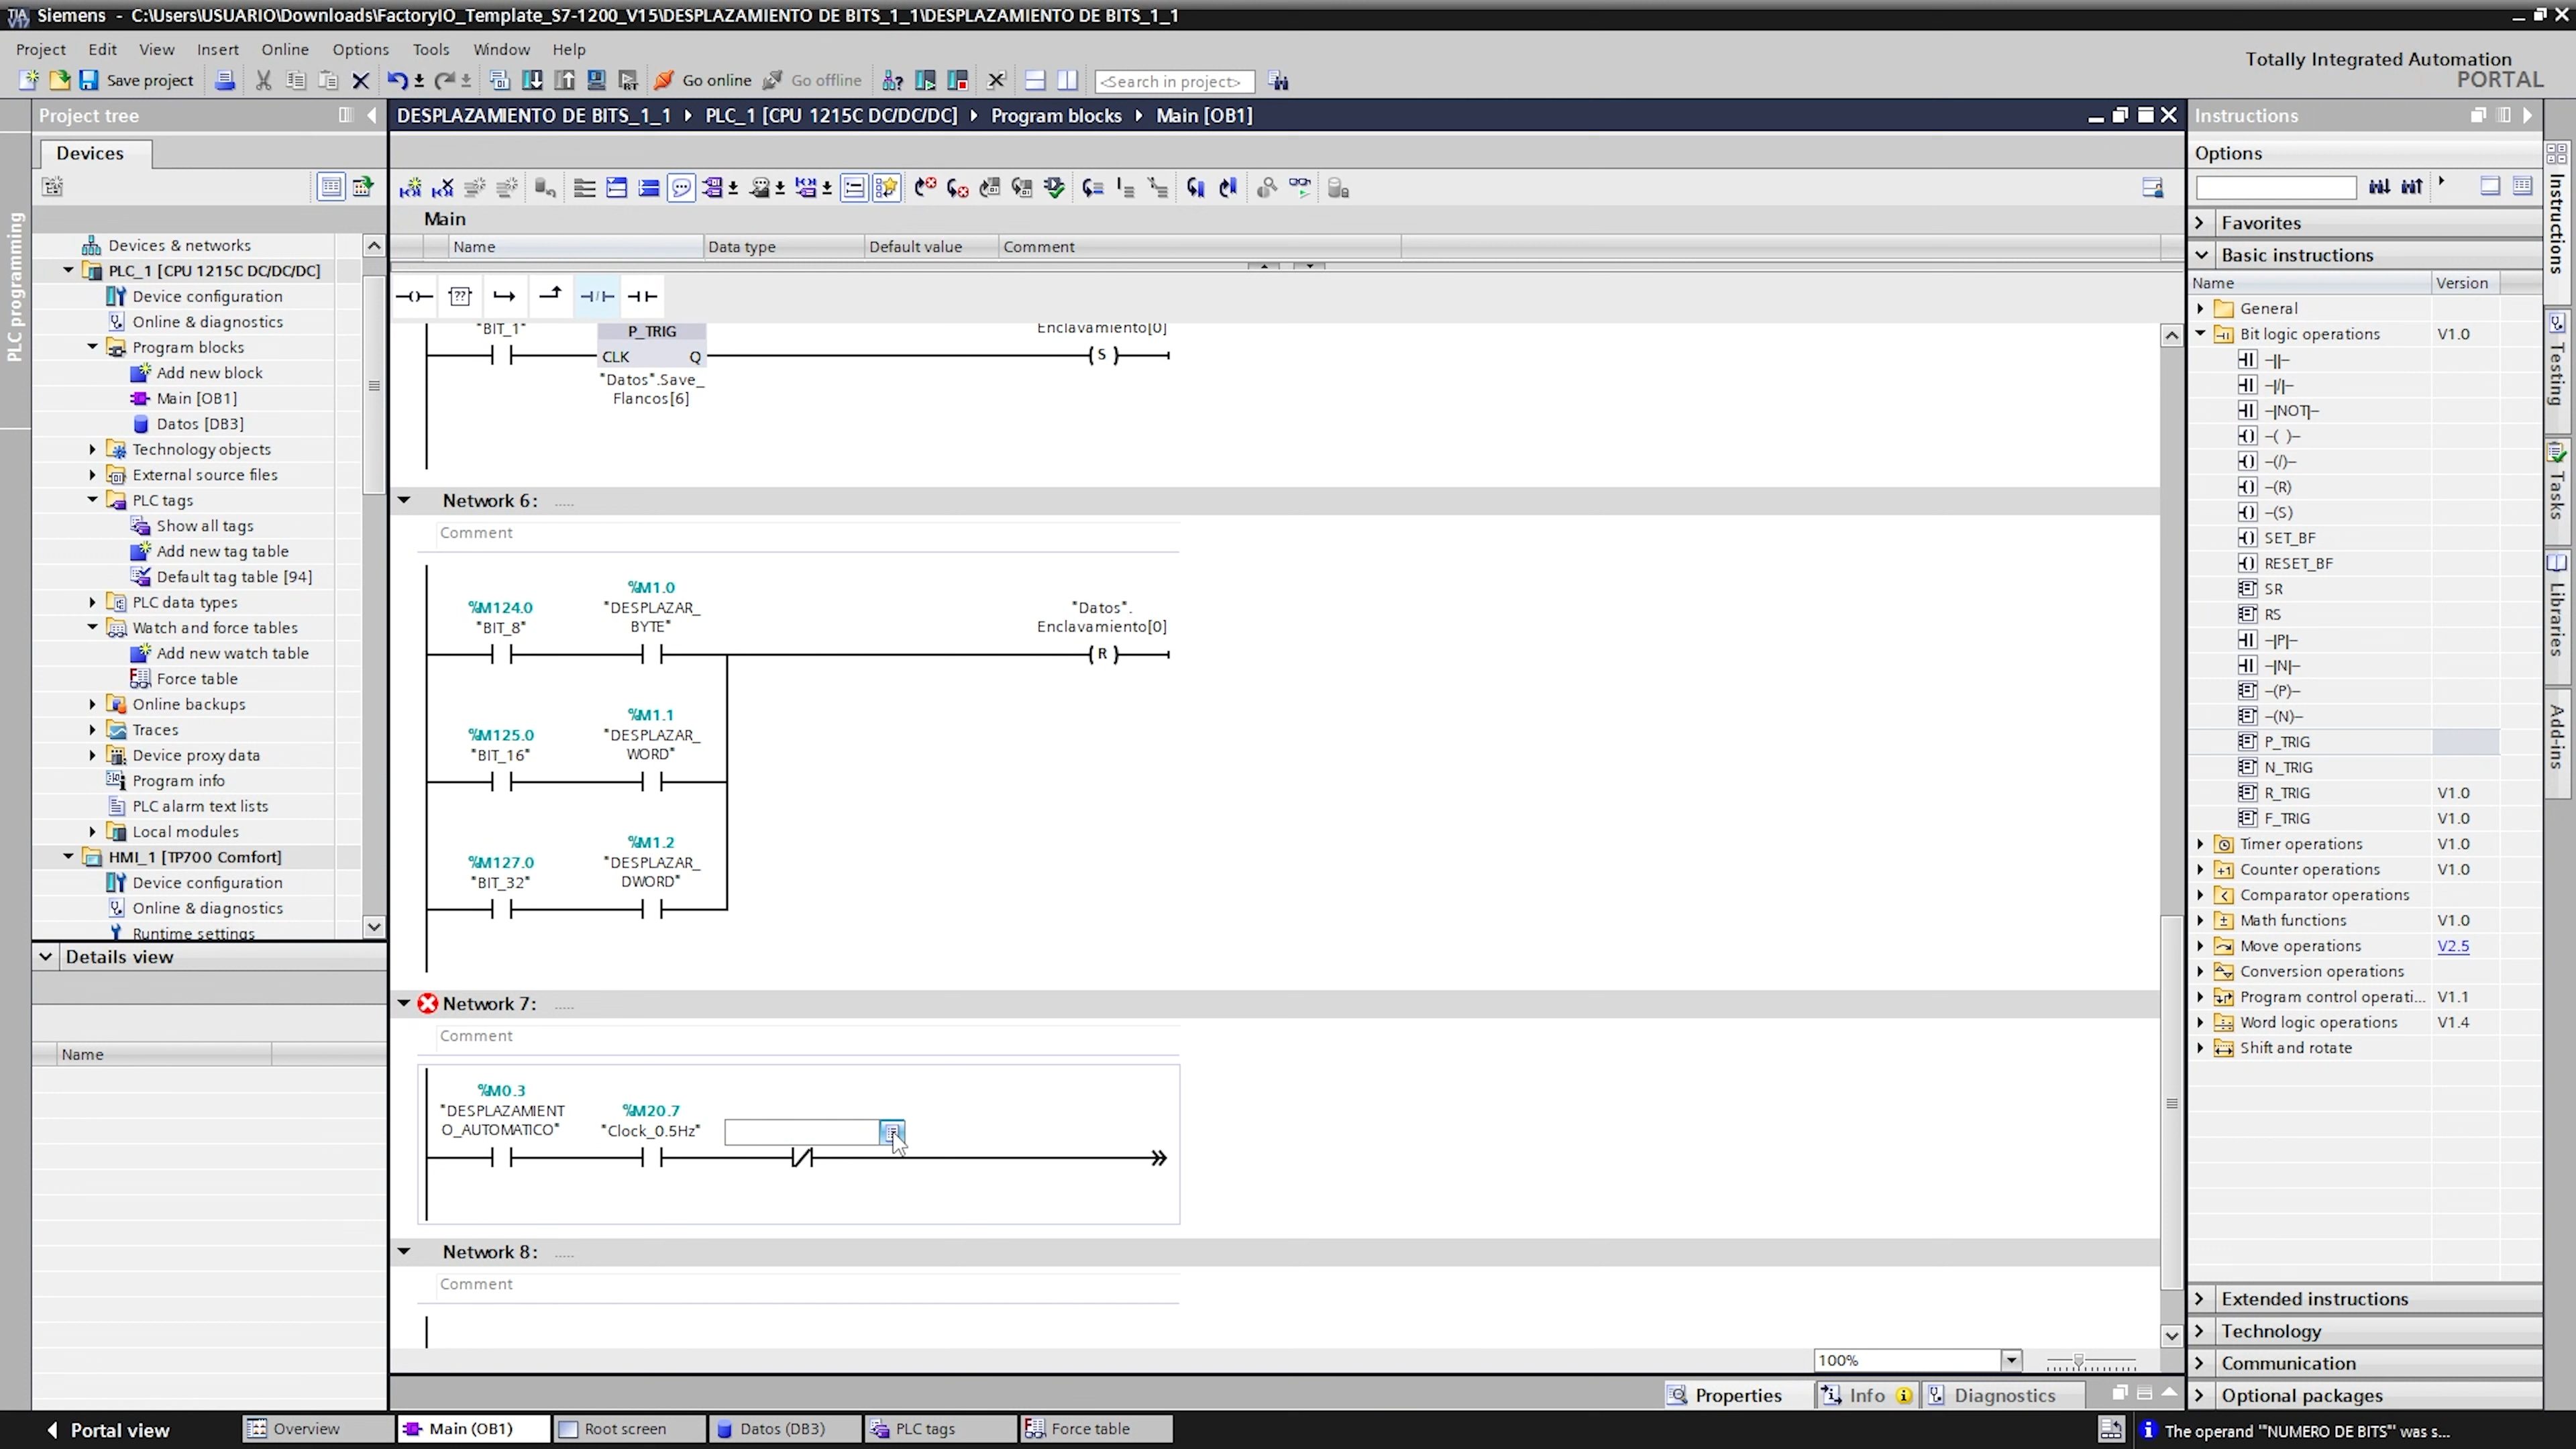 Siemens - C:\Users\USUARIO\Downloads\FactoryIO_Template_S7-1200_V15\DESPLAZAMIENTO DE BITS_1_1\DESPLAZAMIENTO DE BITS_1_1
Project Edit View Insert Online Options Tools Window Help
Totally Integrated Automation
PORTAL
Save project Go online Go offline <Search in project>
Project tree
DESPLAZAMIENTO DE BITS_1_1 PLC_1 [CPU 1215C DC/DC/DC] Program blocks Main [OB1]
Instructions
Devices
Options
PLC programming
Devices & networks
PLC_1 [CPU 1215C DC/DC/DC]
Device configuration
Online & diagnostics
Program blocks
Add new block
Main [OB1]
Datos [DB3]
Technology objects
External source files
PLC tags
Show all tags
Add new tag table
Default tag table [94]
PLC data types
Watch and force tables
Add new watch table
Force table
Online backups
Traces
Device proxy data
Program info
PLC alarm text lists
Local modules
HMI_1 [TP700 Comfort]
Device configuration
Online & diagnostics
Runtime settings
Details view
Name
Main
Name Data type Default value Comment
"BIT_1"
P_TRIG
CLK Q
"Datos".Save_
Flancos[6]
Enclavamiento[0]
S
Network 6: .....
Comment
%M124.0
"BIT_8"
%M1.0
"DESPLAZAR_
BYTE"
"Datos".
Enclavamiento[0]
R
%M125.0
"BIT_16"
%M1.1
"DESPLAZAR_
WORD"
%M127.0
"BIT_32"
%M1.2
"DESPLAZAR_
DWORD"
Network 7: .....
Comment
%M0.3
"DESPLAZAMIENT
O_AUTOMATICO"
%M20.7
"Clock_0.5Hz"
Network 8: .....
Comment
100%
Properties Info Diagnostics
Favorites
Basic instructions
Name Version
General
Bit logic operations V1.0
-||-
-|/|-
-|NOT|-
-( )-
-(/)-
-(R)
-(S)
SET_BF
RESET_BF
SR
RS
-|P|-
-|N|-
-(P)-
-(N)-
P_TRIG
N_TRIG
R_TRIG V1.0
F_TRIG V1.0
Timer operations V1.0
Counter operations V1.0
Comparator operations
Math functions V1.0
Move operations V2.5
Conversion operations
Program control operati... V1.1
Word logic operations V1.4
Shift and rotate
Extended instructions
Technology
Communication
Optional packages
Instructions
Testing
Tasks
Libraries
Add-ins
Portal view Overview Main (OB1) Root screen Datos (DB3) PLC tags Force table
The operand '"NUMERO DE BITS"' was s...